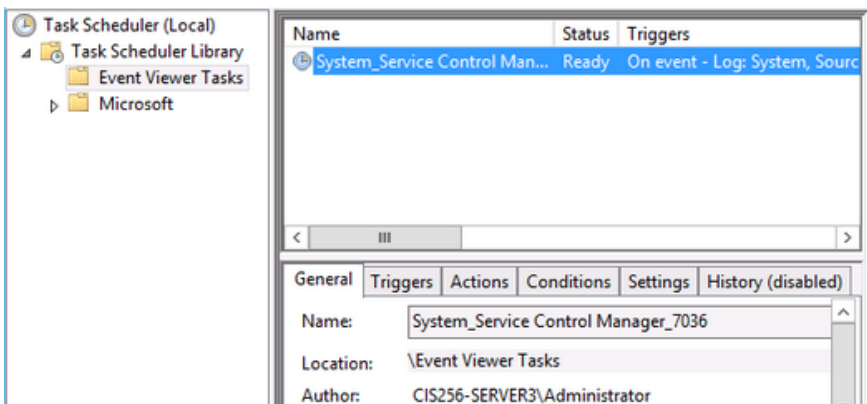 Task Scheduler (Local)
Task Scheduler Library
Event Viewer Tasks
Microsoft
Name Status Triggers
System_Service Control Man... Ready On event - Log: System, Sourc
General Triggers Actions Conditions Settings History (disabled)
Name: System_Service Control Manager_7036
Location: \Event Viewer Tasks
Author: CIS256-SERVER3\Administrator